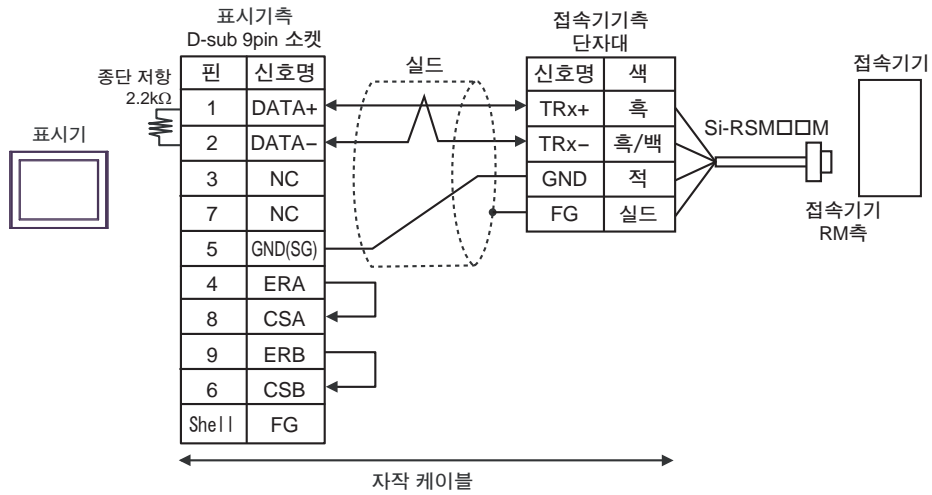 표시기측
D-sub 9pin 소켓
핀 신호명
1 DATA+
2 DATA−
3 NC
7 NC
5 GND(SG)
4 ERA
8 CSA
9 ERB
6 CSB
Shell FG
종단 저항
2.2kΩ
표시기
실드
접속기기측
단자대
신호명 색
TRx+ 흑
TRx− 흑/백
GND 적
FG 실드
Si-RSM□□M
접속기기
접속기기
RM측
자작 케이블